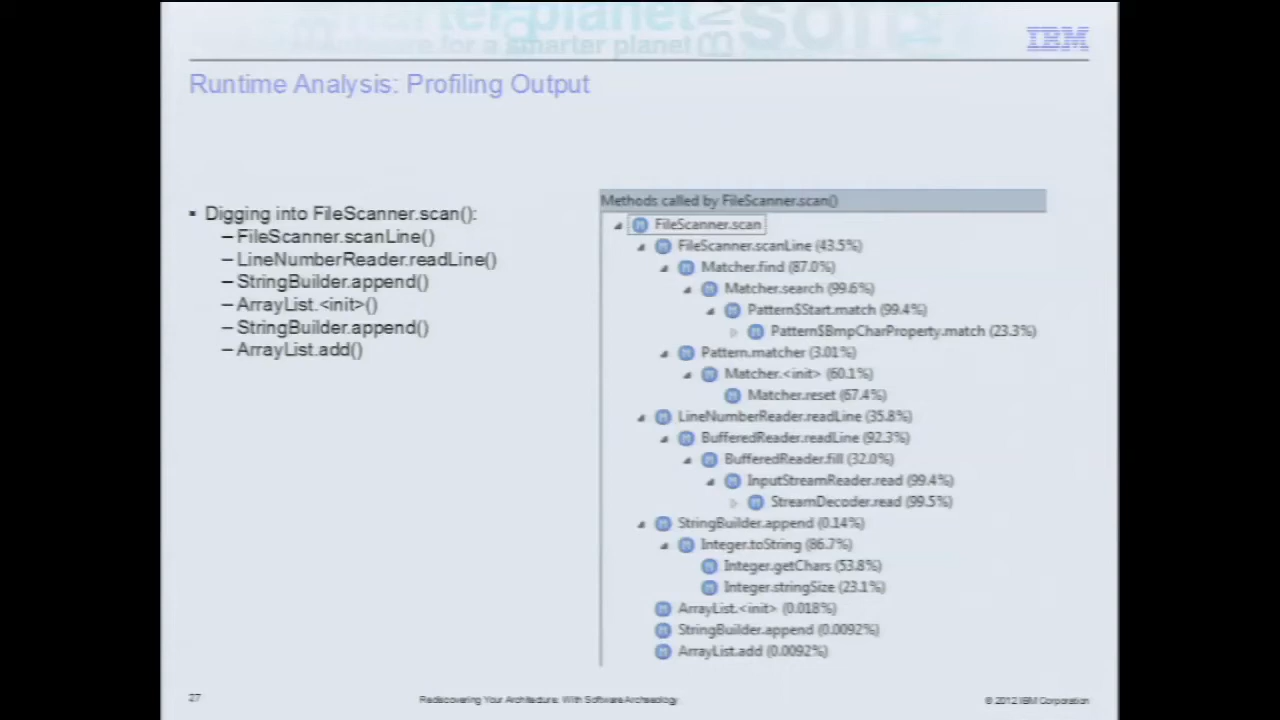 smarter planet
for a smarter planet
IBM
Runtime Analysis: Profiling Output
▪ Digging into FileScanner.scan():
– FileScanner.scanLine()
– LineNumberReader.readLine()
– StringBuilder.append()
– ArrayList.<init>()
– StringBuilder.append()
– ArrayList.add()
Methods called by FileScanner.scan()
FileScanner.scan
FileScanner.scanLine (43.5%)
Matcher.find (87.0%)
Matcher.search (99.6%)
Pattern$Start.match (99.4%)
Pattern$BmpCharProperty.match (23.3%)
Pattern.matcher (3.01%)
Matcher.<init> (60.1%)
Matcher.reset (67.4%)
LineNumberReader.readLine (35.8%)
BufferedReader.readLine (92.3%)
BufferedReader.fill (32.0%)
InputStreamReader.read (99.4%)
StreamDecoder.read (99.5%)
StringBuilder.append (0.14%)
Integer.toString (86.7%)
Integer.getChars (53.8%)
Integer.stringSize (23.1%)
ArrayList.<init> (0.018%)
StringBuilder.append (0.0092%)
ArrayList.add (0.0092%)
27
Rediscovering Your Architecture: With Software Archeology
© 2012 IBM Corporation